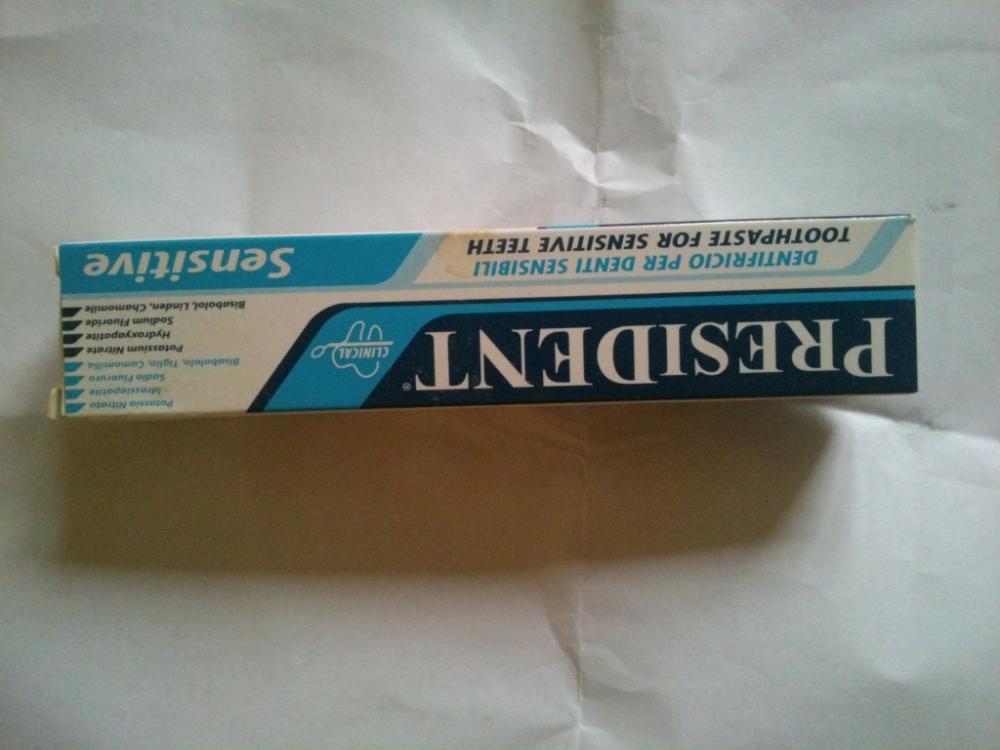 PRESIDENT®
CLINICAL
Potassio Nitrato
Idrossiapatite
Sodio Fluoruro
Bisabololo, Tiglio, Camomilla
Potassium Nitrate
Hydroxyapatite
Sodium Fluoride
Bisabolol, Linden, Chamomile
DENTIFRICIO PER DENTI SENSIBILI
TOOTHPASTE FOR SENSITIVE TEETH
Sensitive